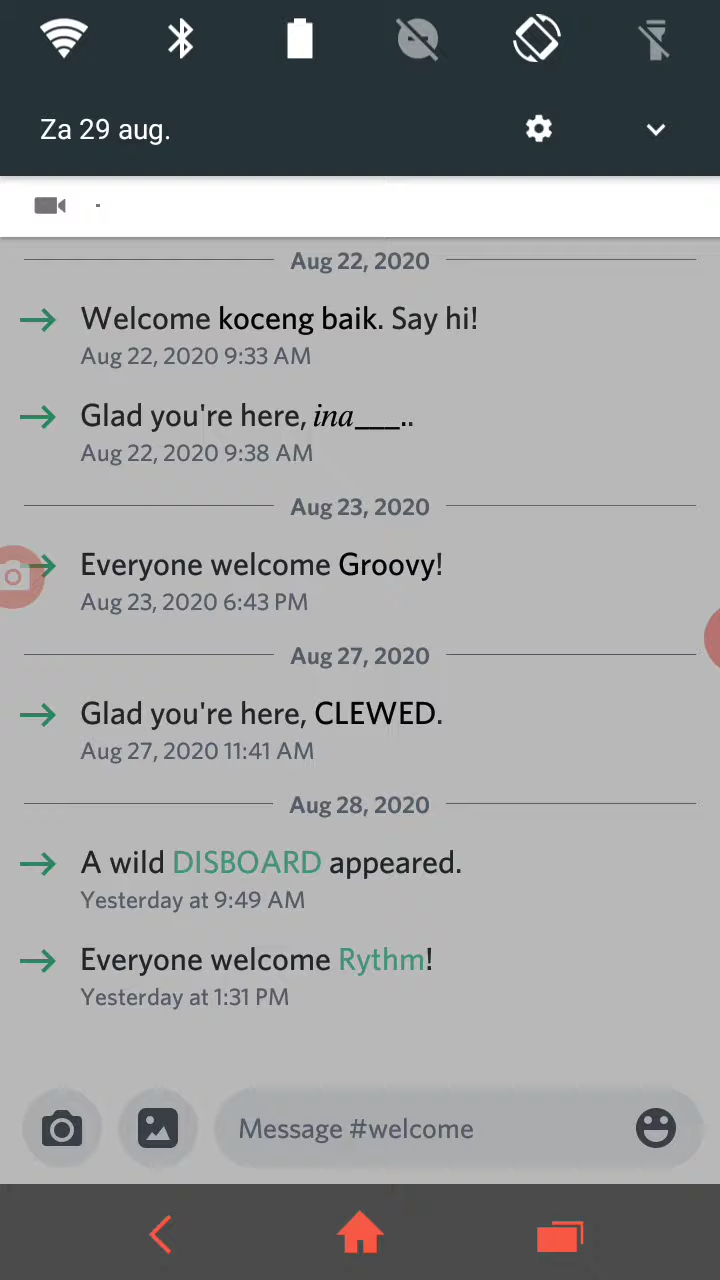 Za 29 aug.
-
Aug 22, 2020
Welcome koceng baik. Say hi!
Aug 22, 2020 9:33 AM
Glad you're here, ina___..
Aug 22, 2020 9:38 AM
Aug 23, 2020
Everyone welcome Groovy!
Aug 23, 2020 6:43 PM
Aug 27, 2020
Glad you're here, CLEWED.
Aug 27, 2020 11:41 AM
Aug 28, 2020
A wild DISBOARD appeared.
Yesterday at 9:49 AM
Everyone welcome Rythm!
Yesterday at 1:31 PM
Message #welcome